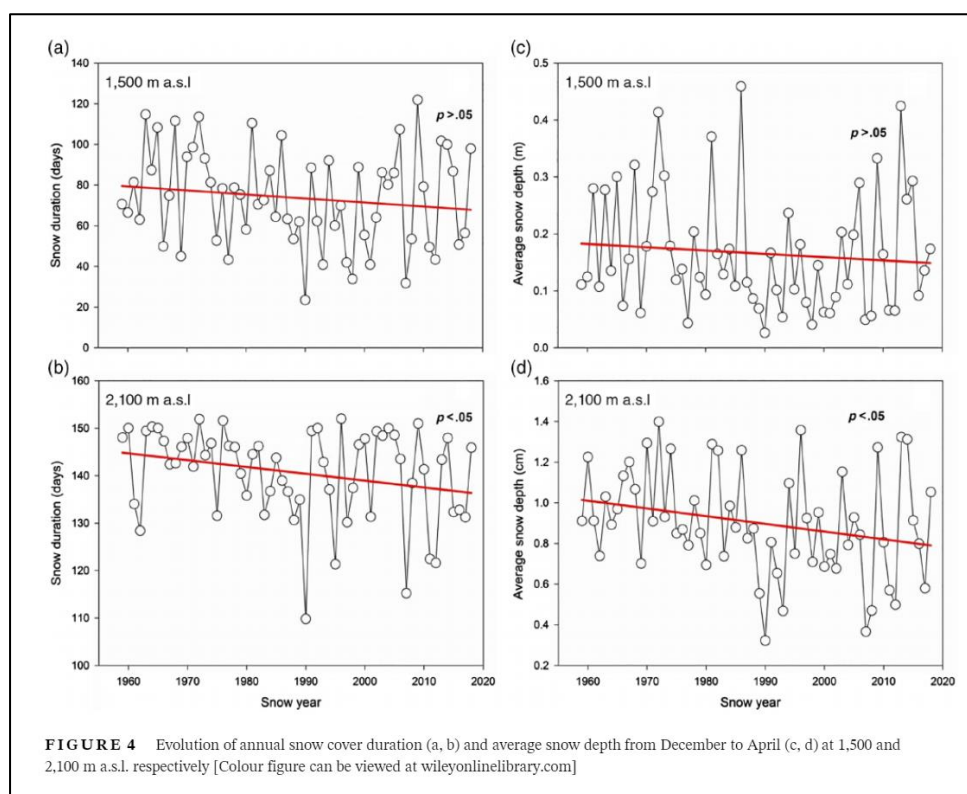 (a)
140
120
100
80
60
40
20
0
Snow duration (days)
1,500 m a.s.l
p >.05
(c)
0.5
0.4
0.3
0.2
0.1
0.0
Average snow depth (m)
1,500 m a.s.l
p >.05
(b)
160
150
140
130
120
110
100
Snow duration (days)
2,100 m a.s.l
p <.05
1960 1970 1980 1990 2000 2010 2020
Snow year
(d)
1.6
1.4
1.2
1.0
0.8
0.6
0.4
0.2
Average snow depth (cm)
2,100 m a.s.l
p <.05
1960 1970 1980 1990 2000 2010 2020
Snow year
FIGURE 4 Evolution of annual snow cover duration (a, b) and average snow depth from December to April (c, d) at 1,500 and
2,100 m a.s.l. respectively [Colour figure can be viewed at wileyonlinelibrary.com]